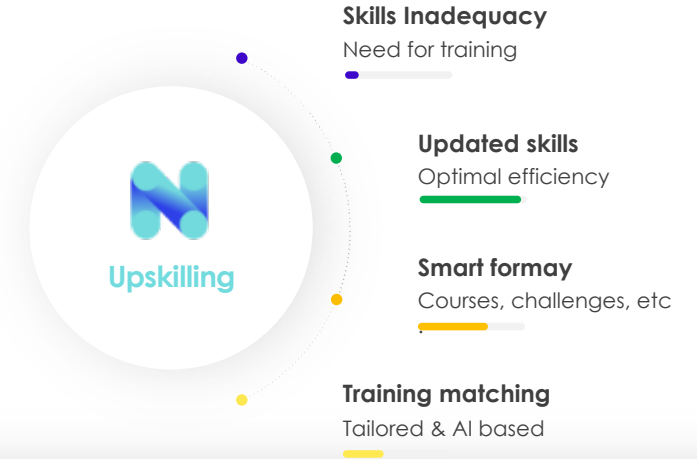 Skills Inadequacy
Need for training
Updated skills
Optimal efficiency
Upskilling
Smart formay
Courses, challenges, etc
Training matching
Tailored & AI based